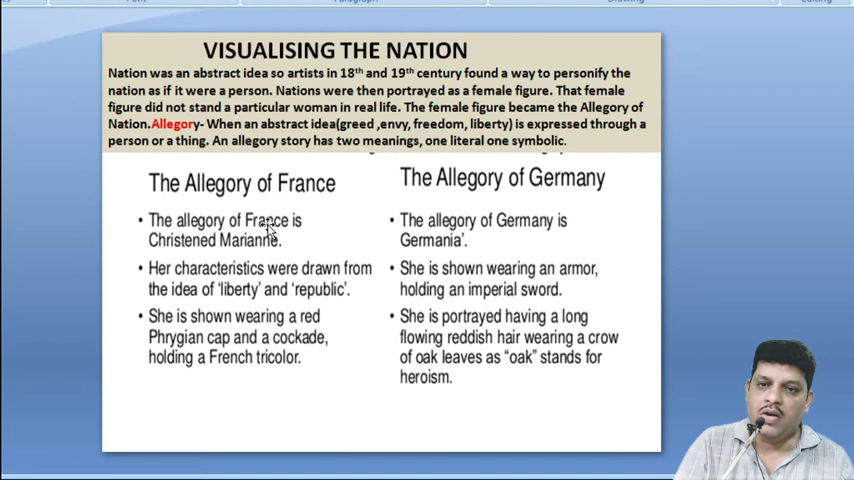 VISUALISING THE NATION
Nation was an abstract idea so artists in 18th and 19th century found a way to personify the
nation as if it were a person. Nations were then portrayed as a female figure. That female
figure did not stand a particular woman in real life. The female figure became the Allegory of
Nation.Allegory- When an abstract idea(greed ,envy, freedom, liberty) is expressed through a
person or a thing. An allegory story has two meanings, one literal one symbolic.
The Allegory of France
• The allegory of France is
Christened Marianne.
• Her characteristics were drawn from
the idea of ‘liberty’ and ‘republic’.
• She is shown wearing a red
Phrygian cap and a cockade,
holding a French tricolor.
The Allegory of Germany
• The allegory of Germany is
Germania’.
• She is shown wearing an armor,
holding an imperial sword.
• She is portrayed having a long
flowing reddish hair wearing a crow
of oak leaves as “oak” stands for
heroism.